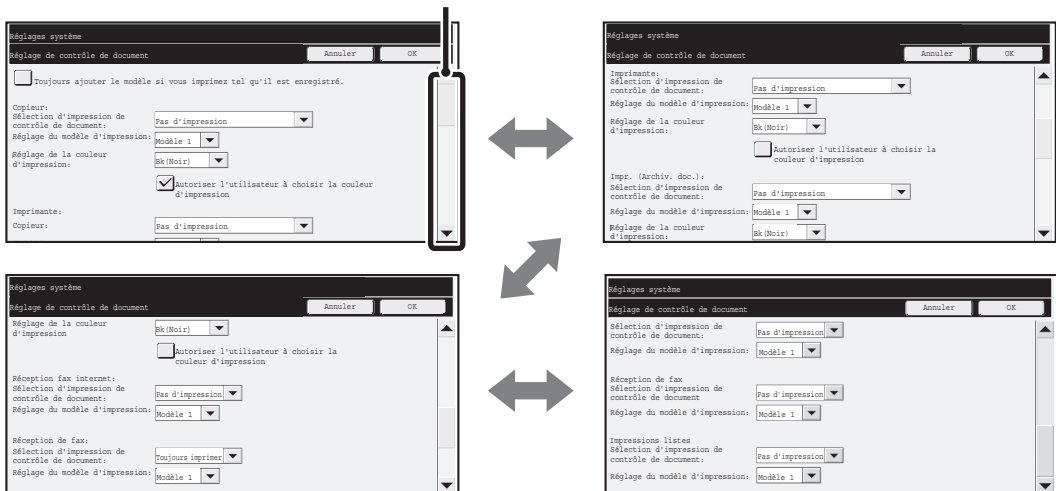 Réglages système
Réglage de contrôle de document
Annuler
OK
Toujours ajouter le modèle si vous imprimez tel qu'il est enregistré.
Copieur:
Sélection d'impression de
contrôle de document:
Pas d'impression
Réglage du modèle d'impression:
Modèle 1
Réglage de la couleur
d'impression:
Bk(Noir)
Autoriser l'utilisateur à choisir la couleur
d'impression
Imprimante:
Copieur:
Pas d'impression
Réglages système
Réglage de contrôle de document
Annuler
OK
Imprimante:
Sélection d'impression de
contrôle de document:
Pas d'impression
Réglage du modèle d'impression:
Modèle 1
Réglage de la couleur
d'impression:
Bk(Noir)
Autoriser l'utilisateur à choisir la
couleur d'impression
Impr. (Archiv. doc.):
Sélection d'impression de
contrôle de document:
Pas d'impression
Réglage du modèle d'impression:
Modèle 1
Réglage de la couleur
d'impression:
Bk(Noir)
Réglages système
Réglage de contrôle de document
Annuler
OK
Réglage de la couleur
d'impression
Bk(Noir)
Autoriser l'utilisateur à choisir la
couleur d'impression
Réception fax internet:
Sélection d'impression de
contrôle de document:
Pas d'impression
Réglage du modèle d'impression:
Modèle 1
Réception de fax:
Sélection d'impression de
contrôle de document:
Toujours imprimer
Réglage du modèle d'impression:
Modèle 1
Réglages système
Réglage de contrôle de document
Annuler
OK
Sélection d'impression de
contrôle de document:
Pas d'impression
Réglage du modèle d'impression:
Modèle 1
Réception de fax
Sélection d'impression de
contrôle de document
Pas d'impression
Réglage du modèle d'impression:
Modèle 1
Impressions listes
Sélection d'impression de
contrôle de document:
Pas d'impression
Réglage du modèle d'impression:
Modèle 1